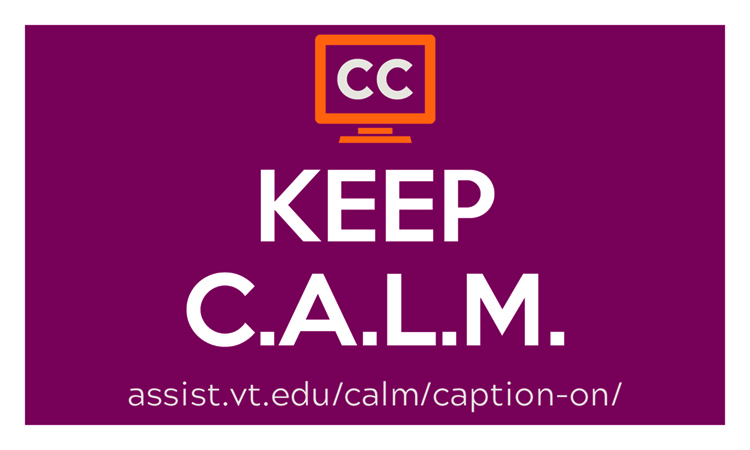 CC
KEEP
C.A.L.M.
assist.vt.edu/calm/caption-on/